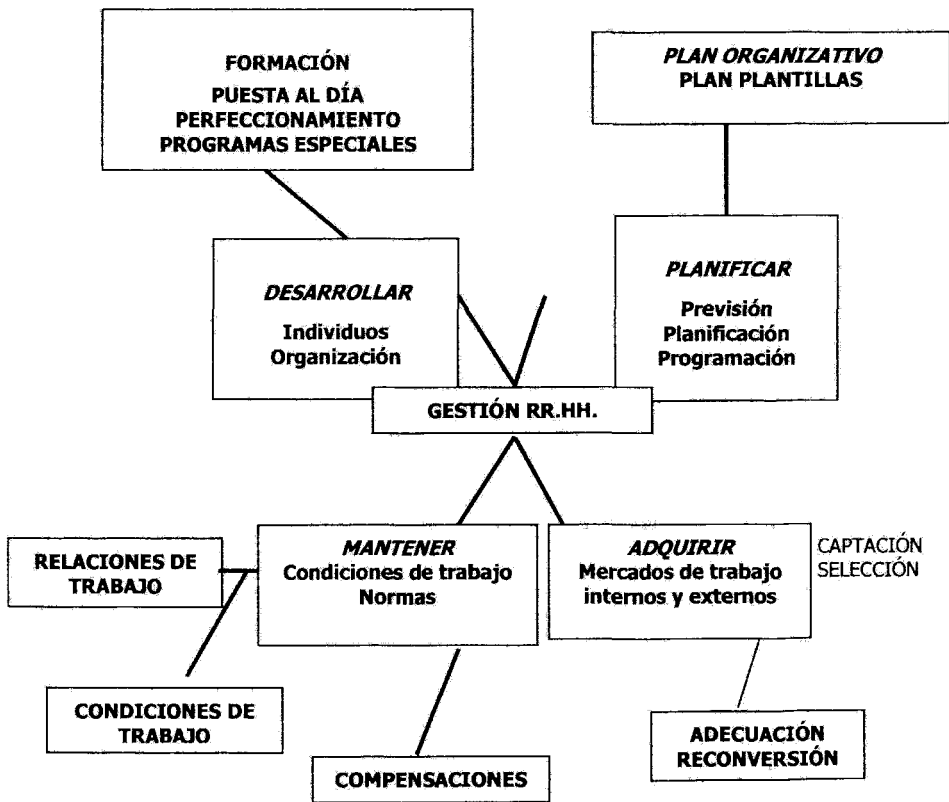 FORMACIÓN
PUESTA AL DÍA
PERFECCIONAMIENTO
PROGRAMAS ESPECIALES
PLAN ORGANIZATIVO
PLAN PLANTILLAS
DESARROLLAR
Individuos
Organización
PLANIFICAR
Previsión
Planificación
Programación
GESTIÓN RR.HH.
RELACIONES DE
TRABAJO
MANTENER
Condiciones de trabajo
Normas
ADQUIRIR
Mercados de trabajo
internos y externos
CAPTACIÓN
SELECCIÓN
CONDICIONES DE
TRABAJO
COMPENSACIONES
ADECUACIÓN
RECONVERSIÓN